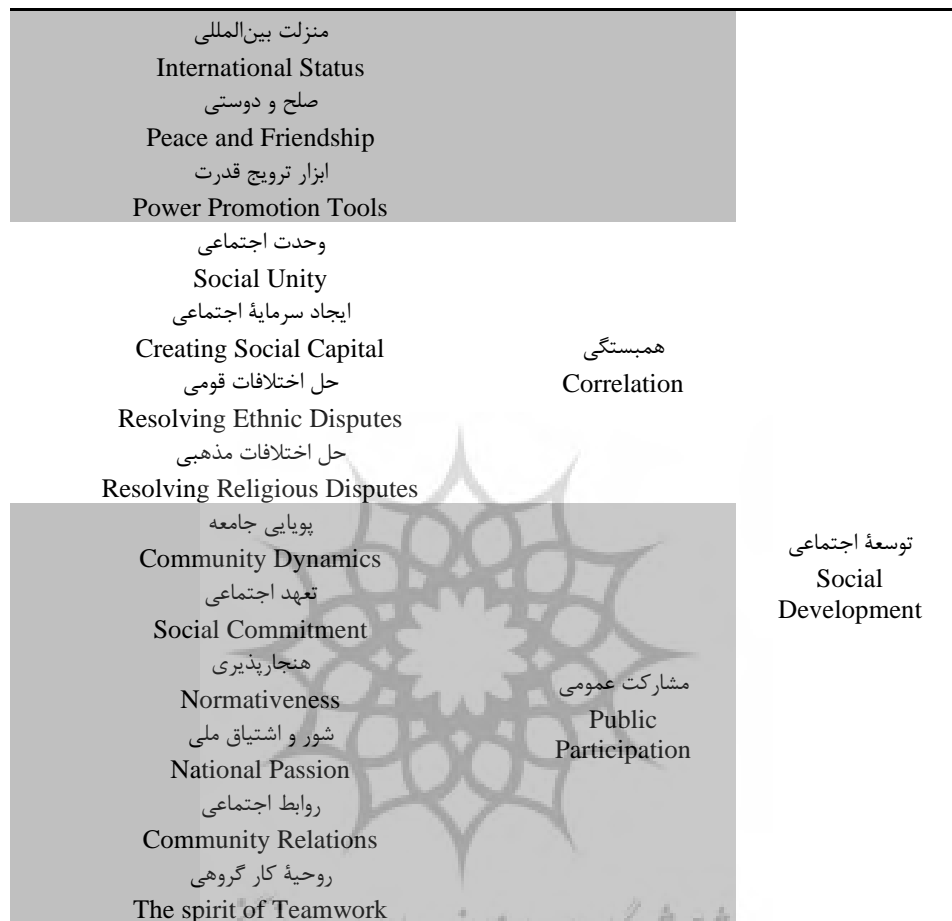 منزلت بین‌المللی
International Status
صلح و دوستی
Peace and Friendship
ابزار ترویج قدرت
Power Promotion Tools
وحدت اجتماعی
Social Unity
ایجاد سرمایۀ اجتماعی
Creating Social Capital
حل اختلافات قومی
Resolving Ethnic Disputes
حل اختلافات مذهبی
Resolving Religious Disputes
همبستگی
Correlation
پویایی جامعه
Community Dynamics
تعهد اجتماعی
Social Commitment
هنجارپذیری
Normativeness
شور و اشتیاق ملی
National Passion
روابط اجتماعی
Community Relations
روحیۀ کار گروهی
The spirit of Teamwork
مشارکت عمومی
Public
Participation
توسعۀ اجتماعی
Social
Development